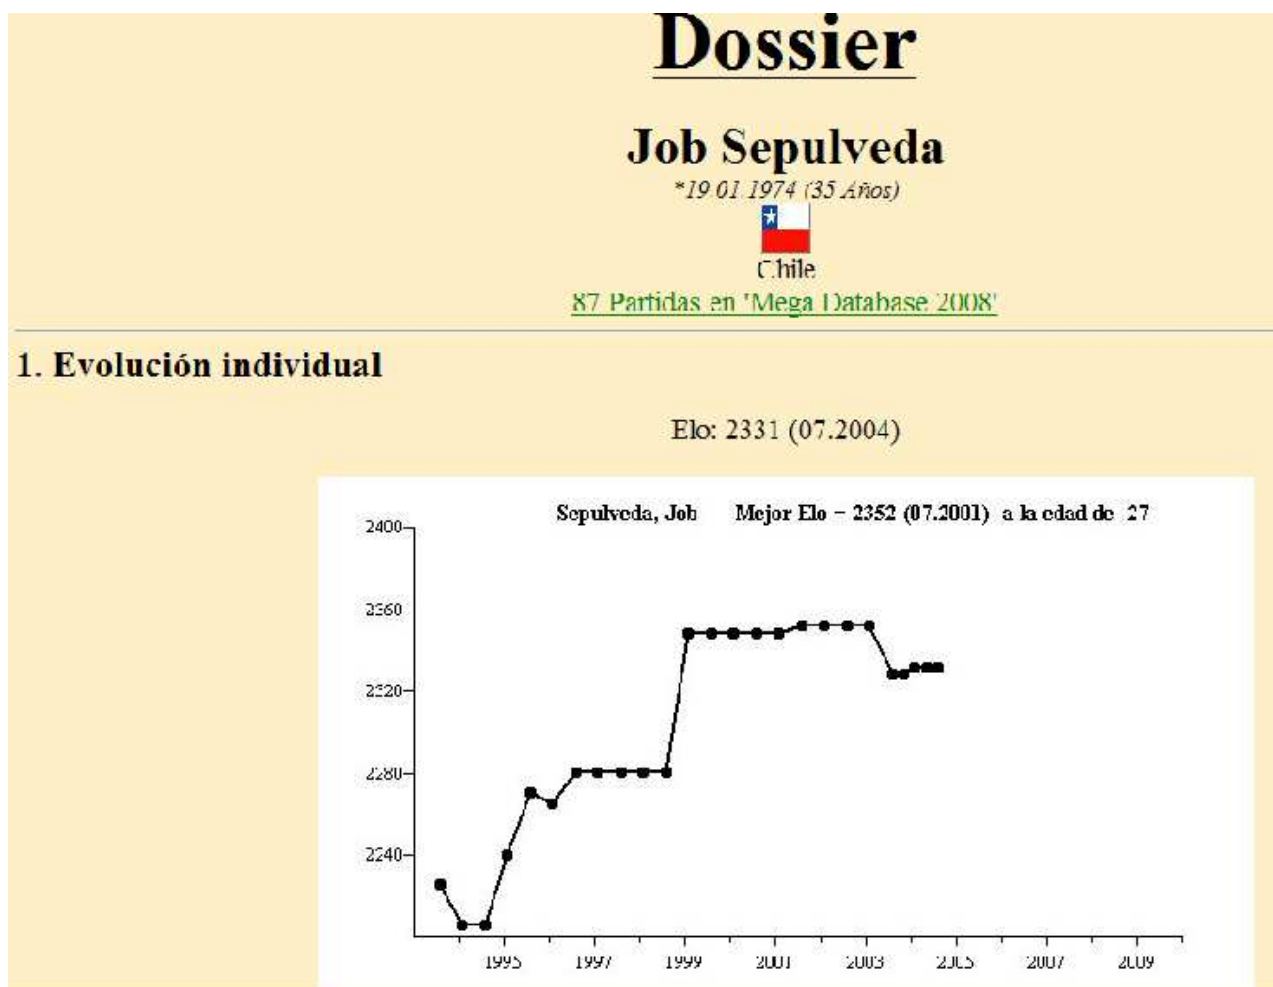 Dossier
Job Sepulveda
*19.01.1974 (35 Años)
Chile
87 Partidas en 'Mega Database 2008'
1. Evolución individual
Elo: 2331 (07.2004)
Sepulveda, Job Mejor Elo = 2352 (07.2001) a la edad de 27
2400
2360
2320
2280
2240
1995 1997 1999 2001 2003 2005 2007 2009